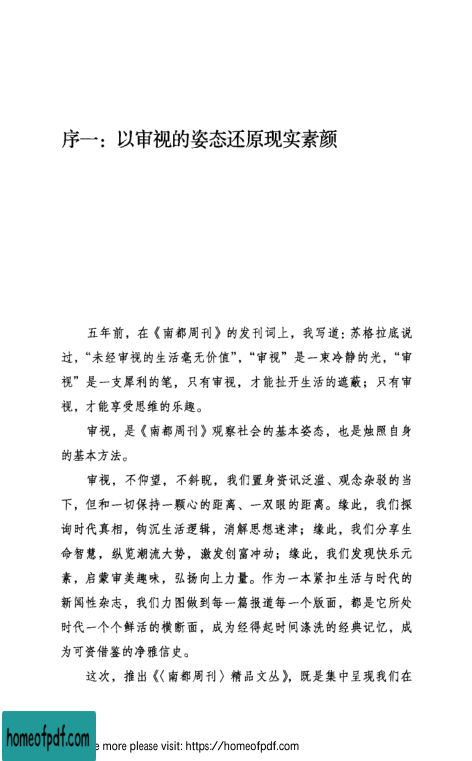 序一：以审视的姿态还原现实素颜
五年前，在《南都周刊》的发刊词上，我写道：苏格拉底说
过，“未经审视的生活毫无价值”，“审视”是一束冷静的光，“审
视”是一支犀利的笔，只有审视，才能扯开生活的遮蔽；只有审
视，才能享受思维的乐趣。
审视，是《南都周刊》观察社会的基本姿态，也是烛照自身
的基本方法。
审视，不仰望，不斜睨，我们置身资讯泛滥、观念杂驳的当
下，但和一切保持一颗心的距离、一双眼的距离。缘此，我们探
询时代真相，钩沉生活逻辑，消解思想迷津；缘此，我们分享生
命智慧，纵览潮流大势，激发创富冲动；缘此，我们发现快乐元
素，启蒙审美趣味，弘扬向上力量。作为一本紧扣生活与时代的
新闻性杂志，我们力图做到每一篇报道每一个版面，都是它所处
时代一个个鲜活的横断面，成为经得起时间涤洗的经典记忆，成
为可资借鉴的净雅信史。
这次，推出《〈南都周刊〉精品文丛》，既是集中呈现我们在
homeofpdf.com
e more please visit: https://homeofpdf.com